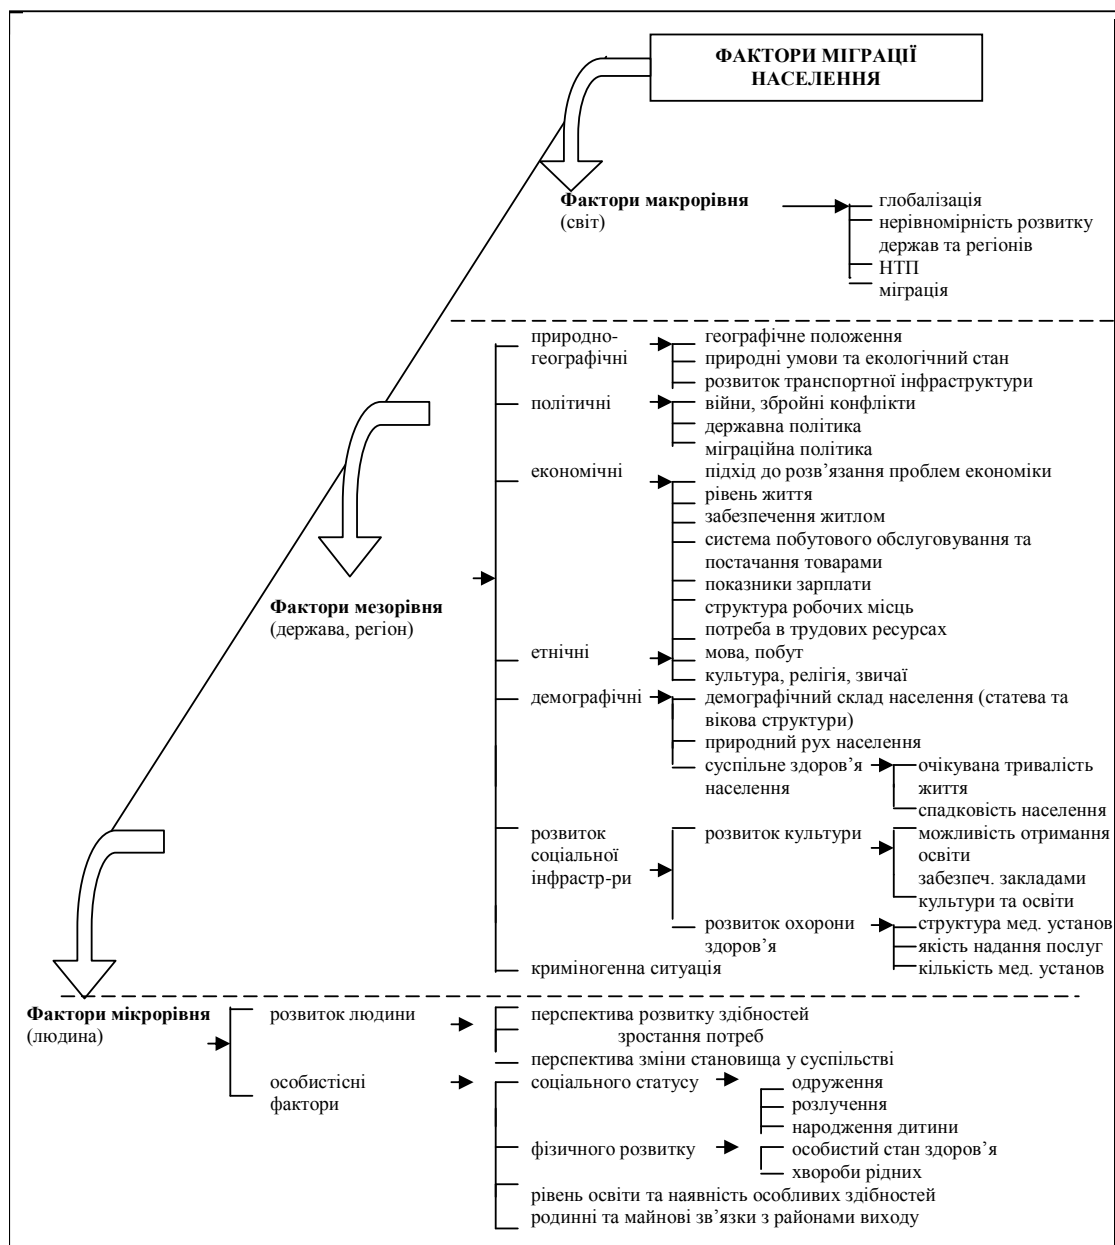 ФАКТОРИ МІГРАЦІЇ
НАСЕЛЕННЯ
Фактори макрорівня
(світ)
глобалізація
нерівномірність розвитку
держав та регіонів
НТП
міграція
природно-
географічні
географічне положення
природні умови та екологічний стан
розвиток транспортної інфраструктури
політичні
війни, збройні конфлікти
державна політика
міграційна політика
економічні
підхід до розв’язання проблем економіки
рівень життя
забезпечення житлом
система побутового обслуговування та
постачання товарами
показники зарплати
структура робочих місць
потреба в трудових ресурсах
Фактори мезорівня
(держава, регіон)
етнічні
мова, побут
культура, релігія, звичаї
демографічні
демографічний склад населення (статева та
вікова структури)
природний рух населення
суспільне здоров’я
населення
очікувана тривалість
життя
спадковість населення
розвиток
соціальної
інфрастр-ри
розвиток культури
можливість отримання
освіти
забезпеч. закладами
культури та освіти
розвиток охорони
здоров’я
структура мед. установ
якість надання послуг
кількість мед. установ
криміногенна ситуація
Фактори мікрорівня
(людина)
розвиток людини
перспектива розвитку здібностей
зростання потреб
перспектива зміни становища у суспільстві
особистісні
фактори
соціального статусу
одруження
розлучення
народження дитини
фізичного розвитку
особистий стан здоров’я
хвороби рідних
рівень освіти та наявність особливих здібностей
родинні та майнові зв’язки з районами виходу